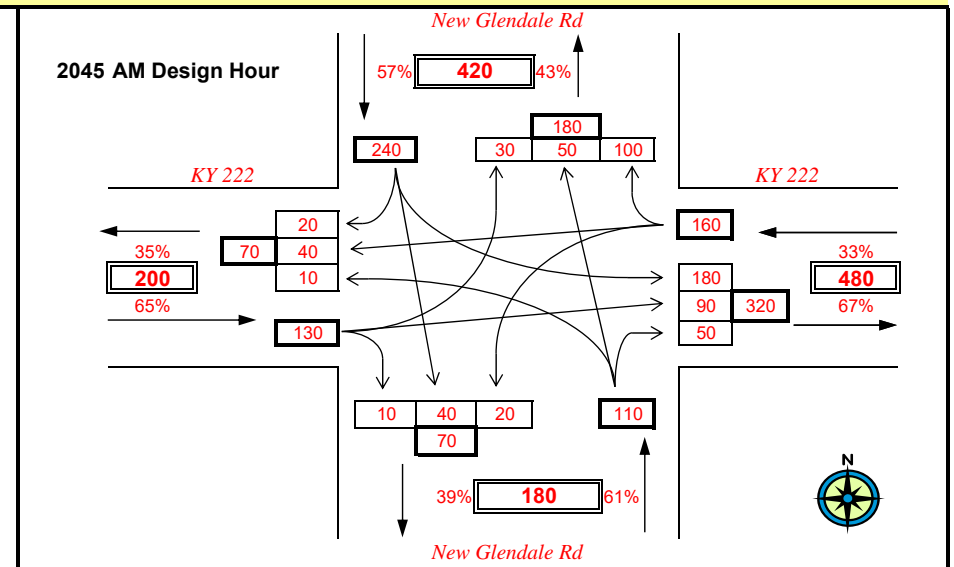 New Glendale Rd
2045 AM Design Hour
57% 420 43%
180
240 30 50 100
KY 222 KY 222
20 160
35% 70 40 33%
200 10 180 480
65% 90 320 67%
130 50
10 40 20 110
70
39% 180 61%
N
New Glendale Rd